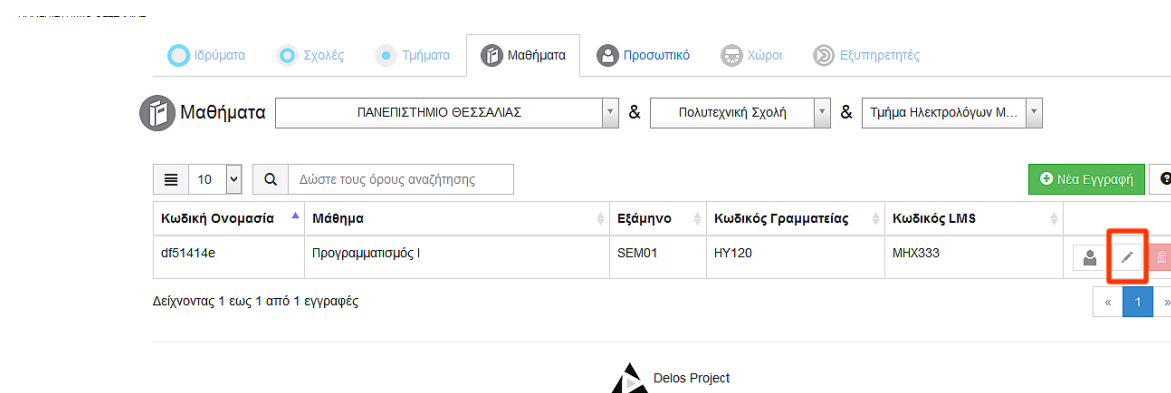 Ιδρύματα Σχολές Τμήματα Μαθήματα Προσωπικό Χώροι Εξυπηρετητές
Μαθήματα ΠΑΝΕΠΙΣΤΗΜΙΟ ΘΕΣΣΑΛΙΑΣ & Πολυτεχνική Σχολή & Τμήμα Ηλεκτρολόγων Μ...
10 Δώστε τους όρους αναζήτησης Νέα Εγγραφή
Κωδική Ονομασία Μάθημα Εξάμηνο Κωδικός Γραμματείας Κωδικός LMS
df51414e Προγραμματισμός Ι SEM01 HY120 MHX333
Δείχνοντας 1 εως 1 από 1 εγγραφές « 1 »
Delos Project